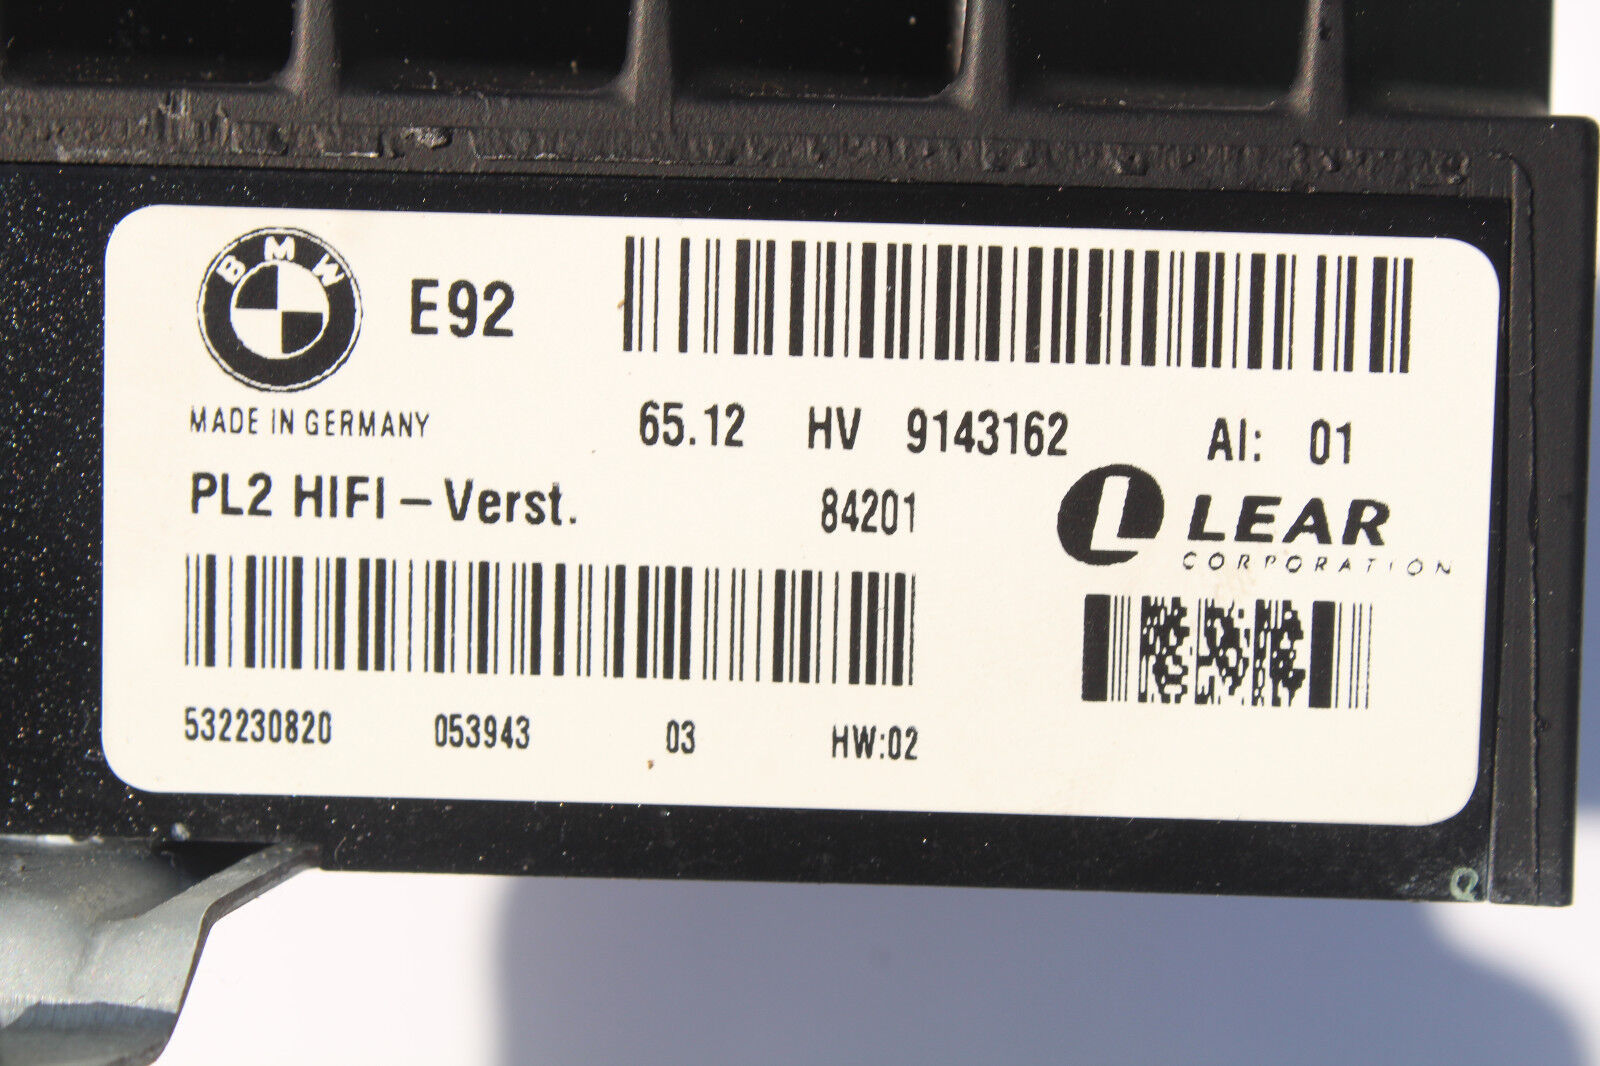 BMW
E92
MADE IN GERMANY
65.12 HV 9143162 AI: 01
PL2 HIFI – Verst. 84201
L LEAR
CORPORATION
532230820 053943 03 HW:02